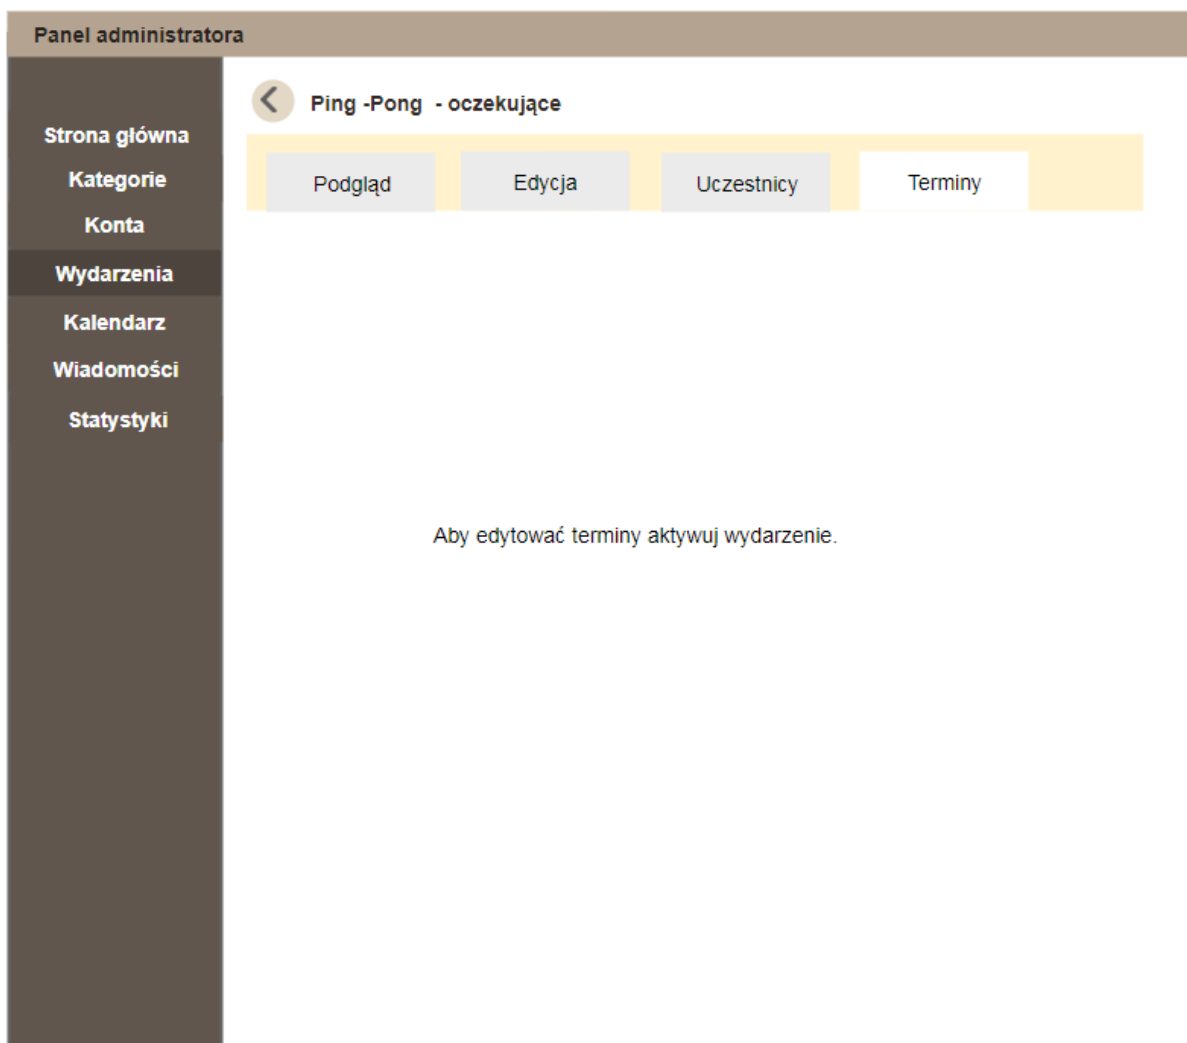 Panel administratora
Strona główna
Kategorie
Konta
Wydarzenia
Kalendarz
Wiadomości
Statystyki
Ping -Pong - oczekujące
Podgląd
Edycja
Uczestnicy
Terminy
Aby edytować terminy aktywuj wydarzenie.